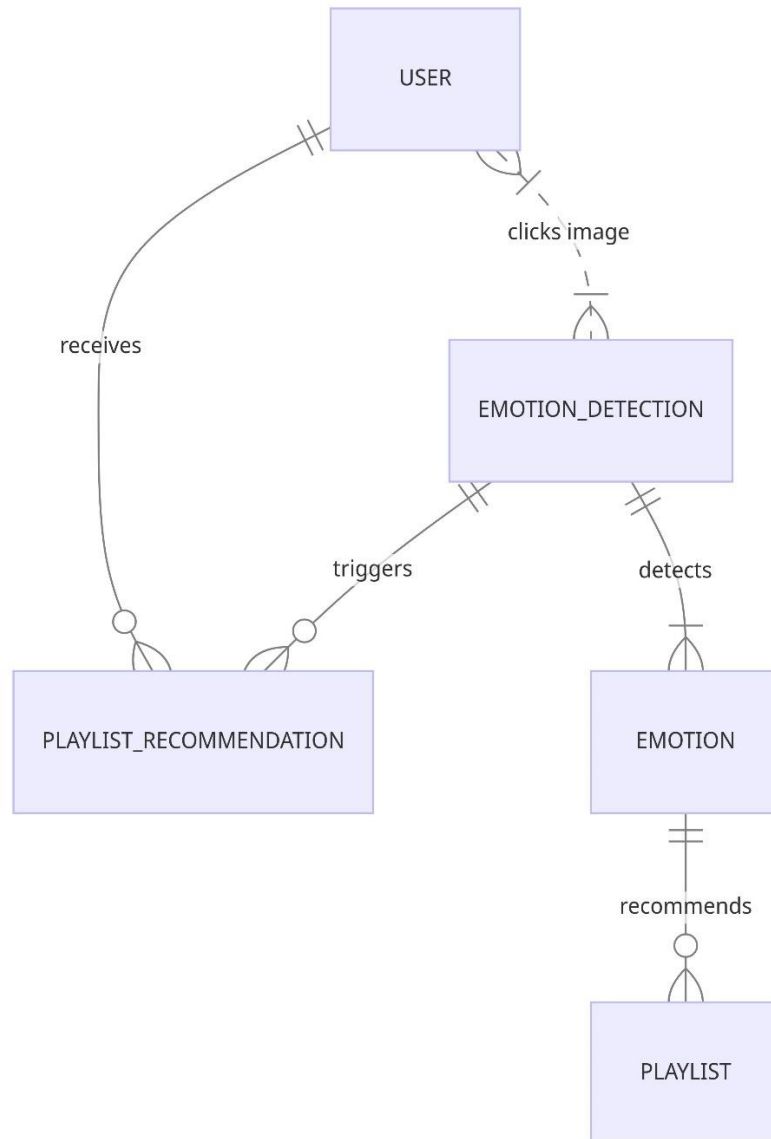 USER
clicks image
receives
EMOTION_DETECTION
triggers
detects
PLAYLIST_RECOMMENDATION
EMOTION
recommends
PLAYLIST